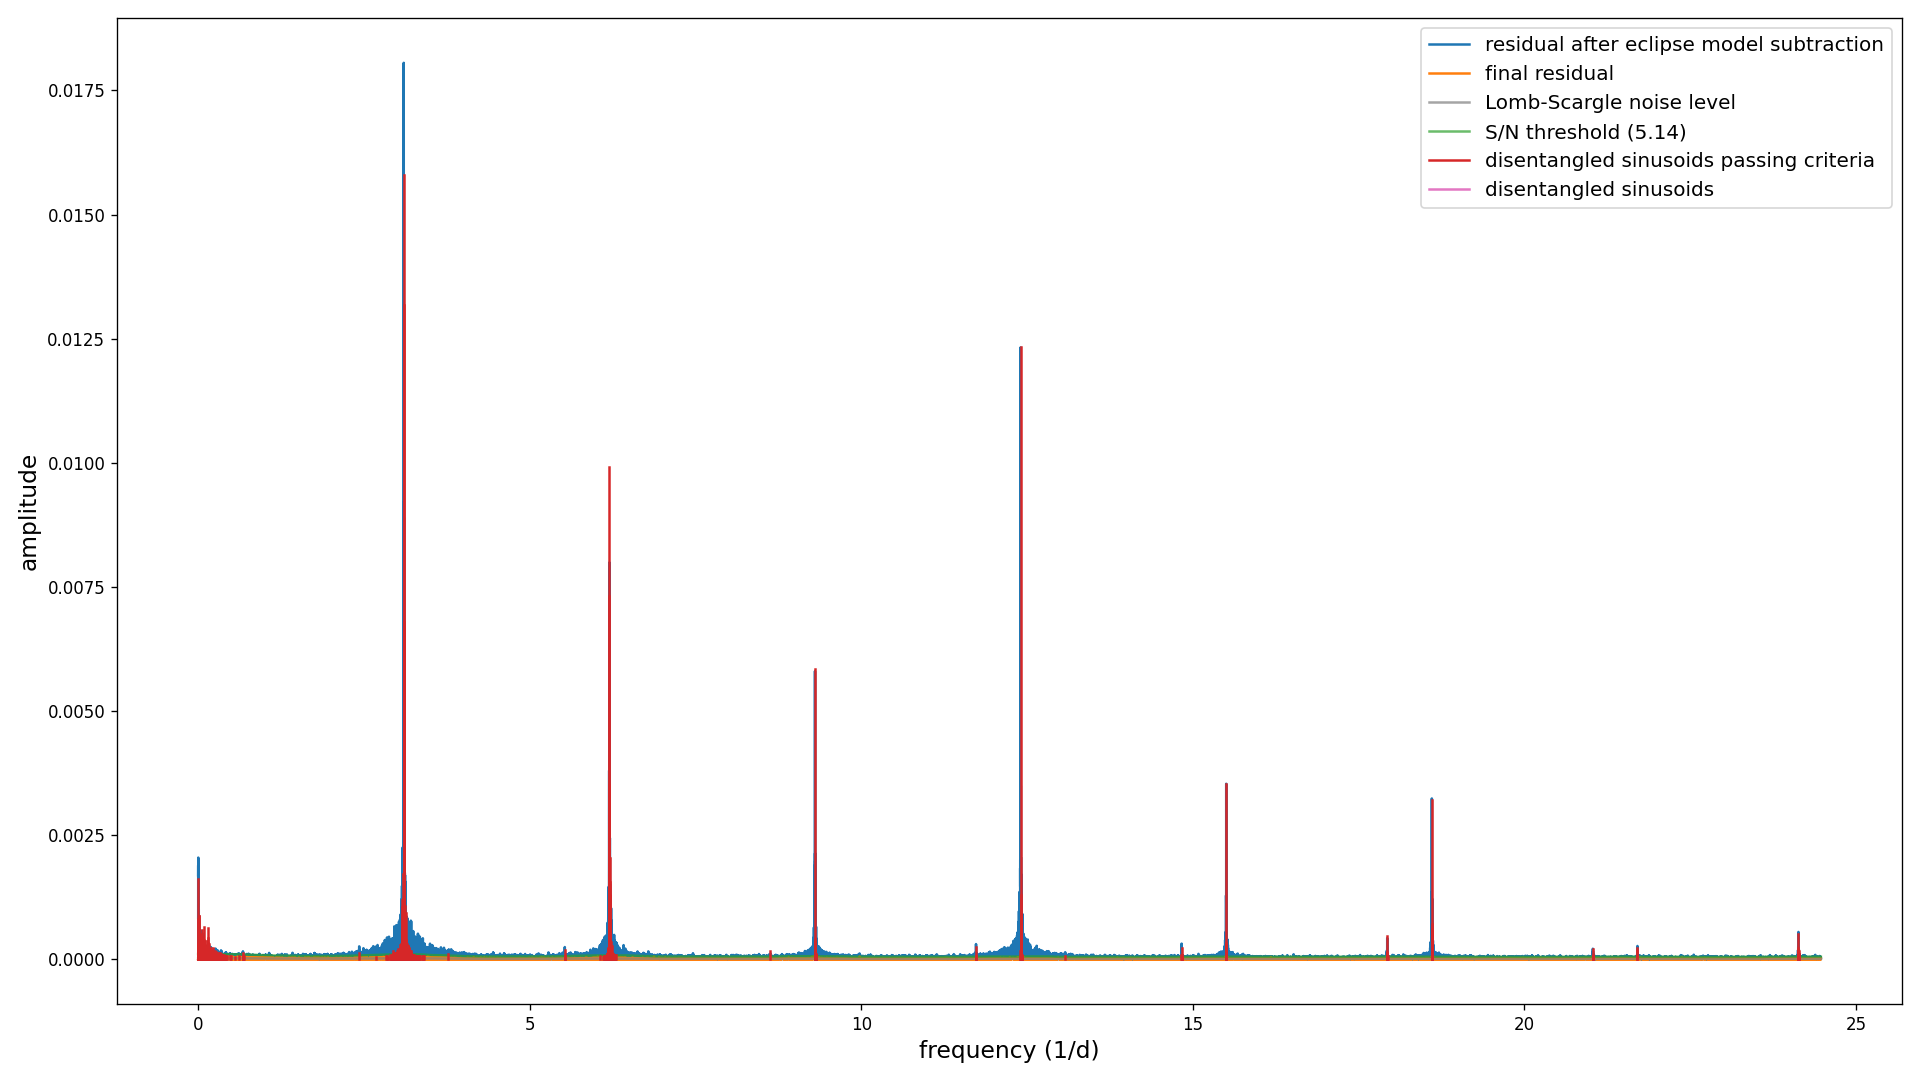 residual after eclipse model subtraction
final residual
Lomb-Scargle noise level
S/N threshold (5.14)
disentangled sinusoids passing criteria
disentangled sinusoids
0.0175
0.0150
0.0125
0.0100
0.0075
0.0050
0.0025
0.0000
amplitude
0 5 10 15 20 25
frequency (1/d)